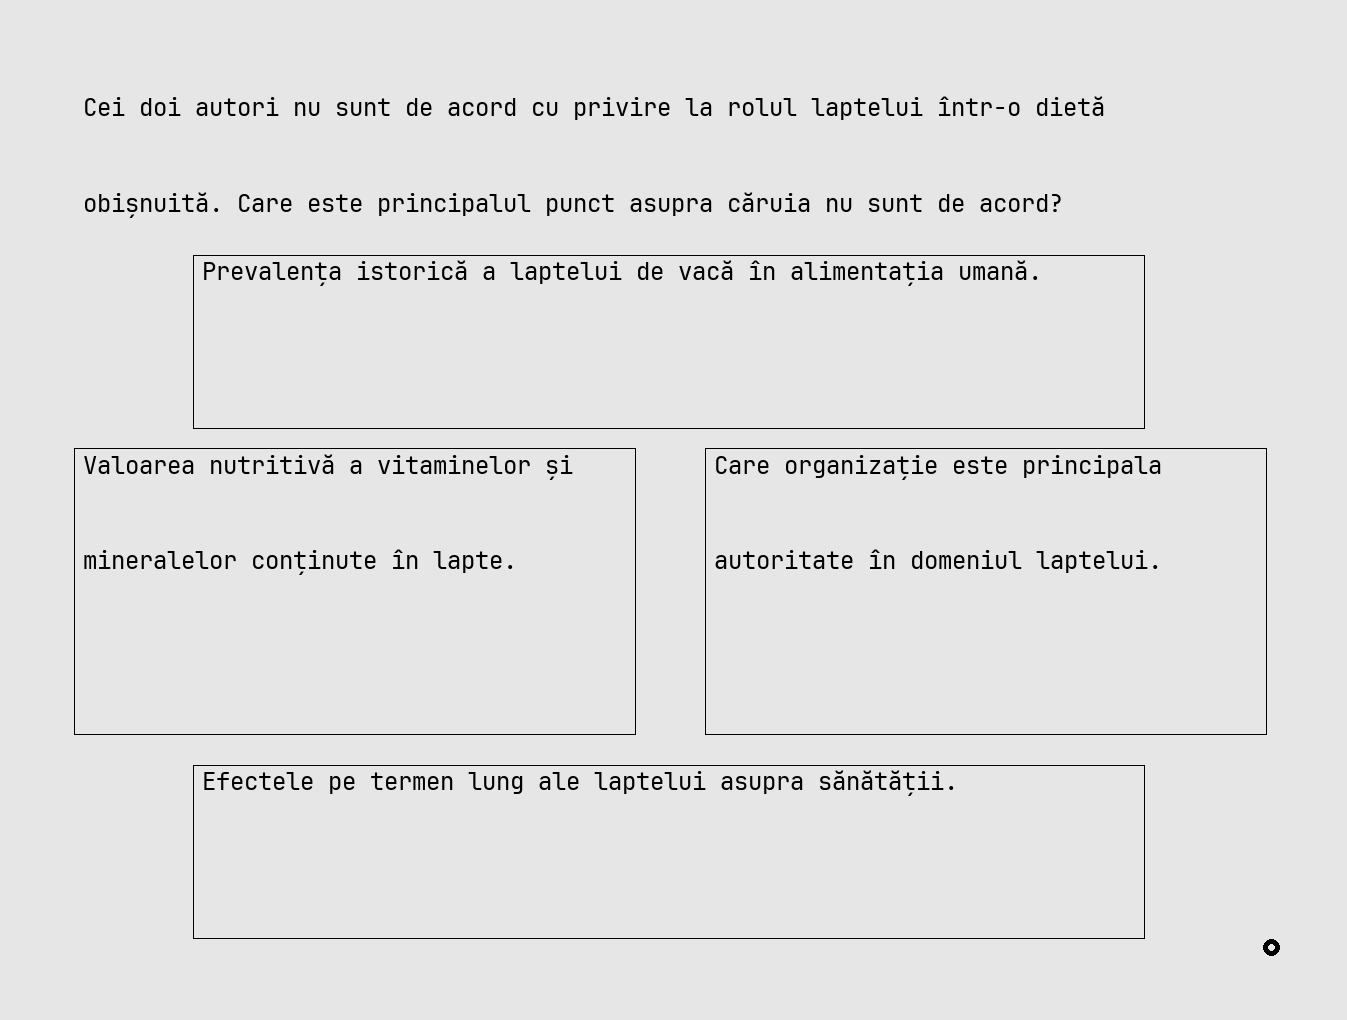 Cei doi autori nu sunt de acord cu privire la rolul laptelui într-o dietă
obișnuită. Care este principalul punct asupra căruia nu sunt de acord?
Prevalența istorică a laptelui de vacă în alimentația umană.
Valoarea nutritivă a vitaminelor și
mineralelor conținute în lapte.
Care organizație este principala
autoritate în domeniul laptelui.
Efectele pe termen lung ale laptelui asupra sănătății.